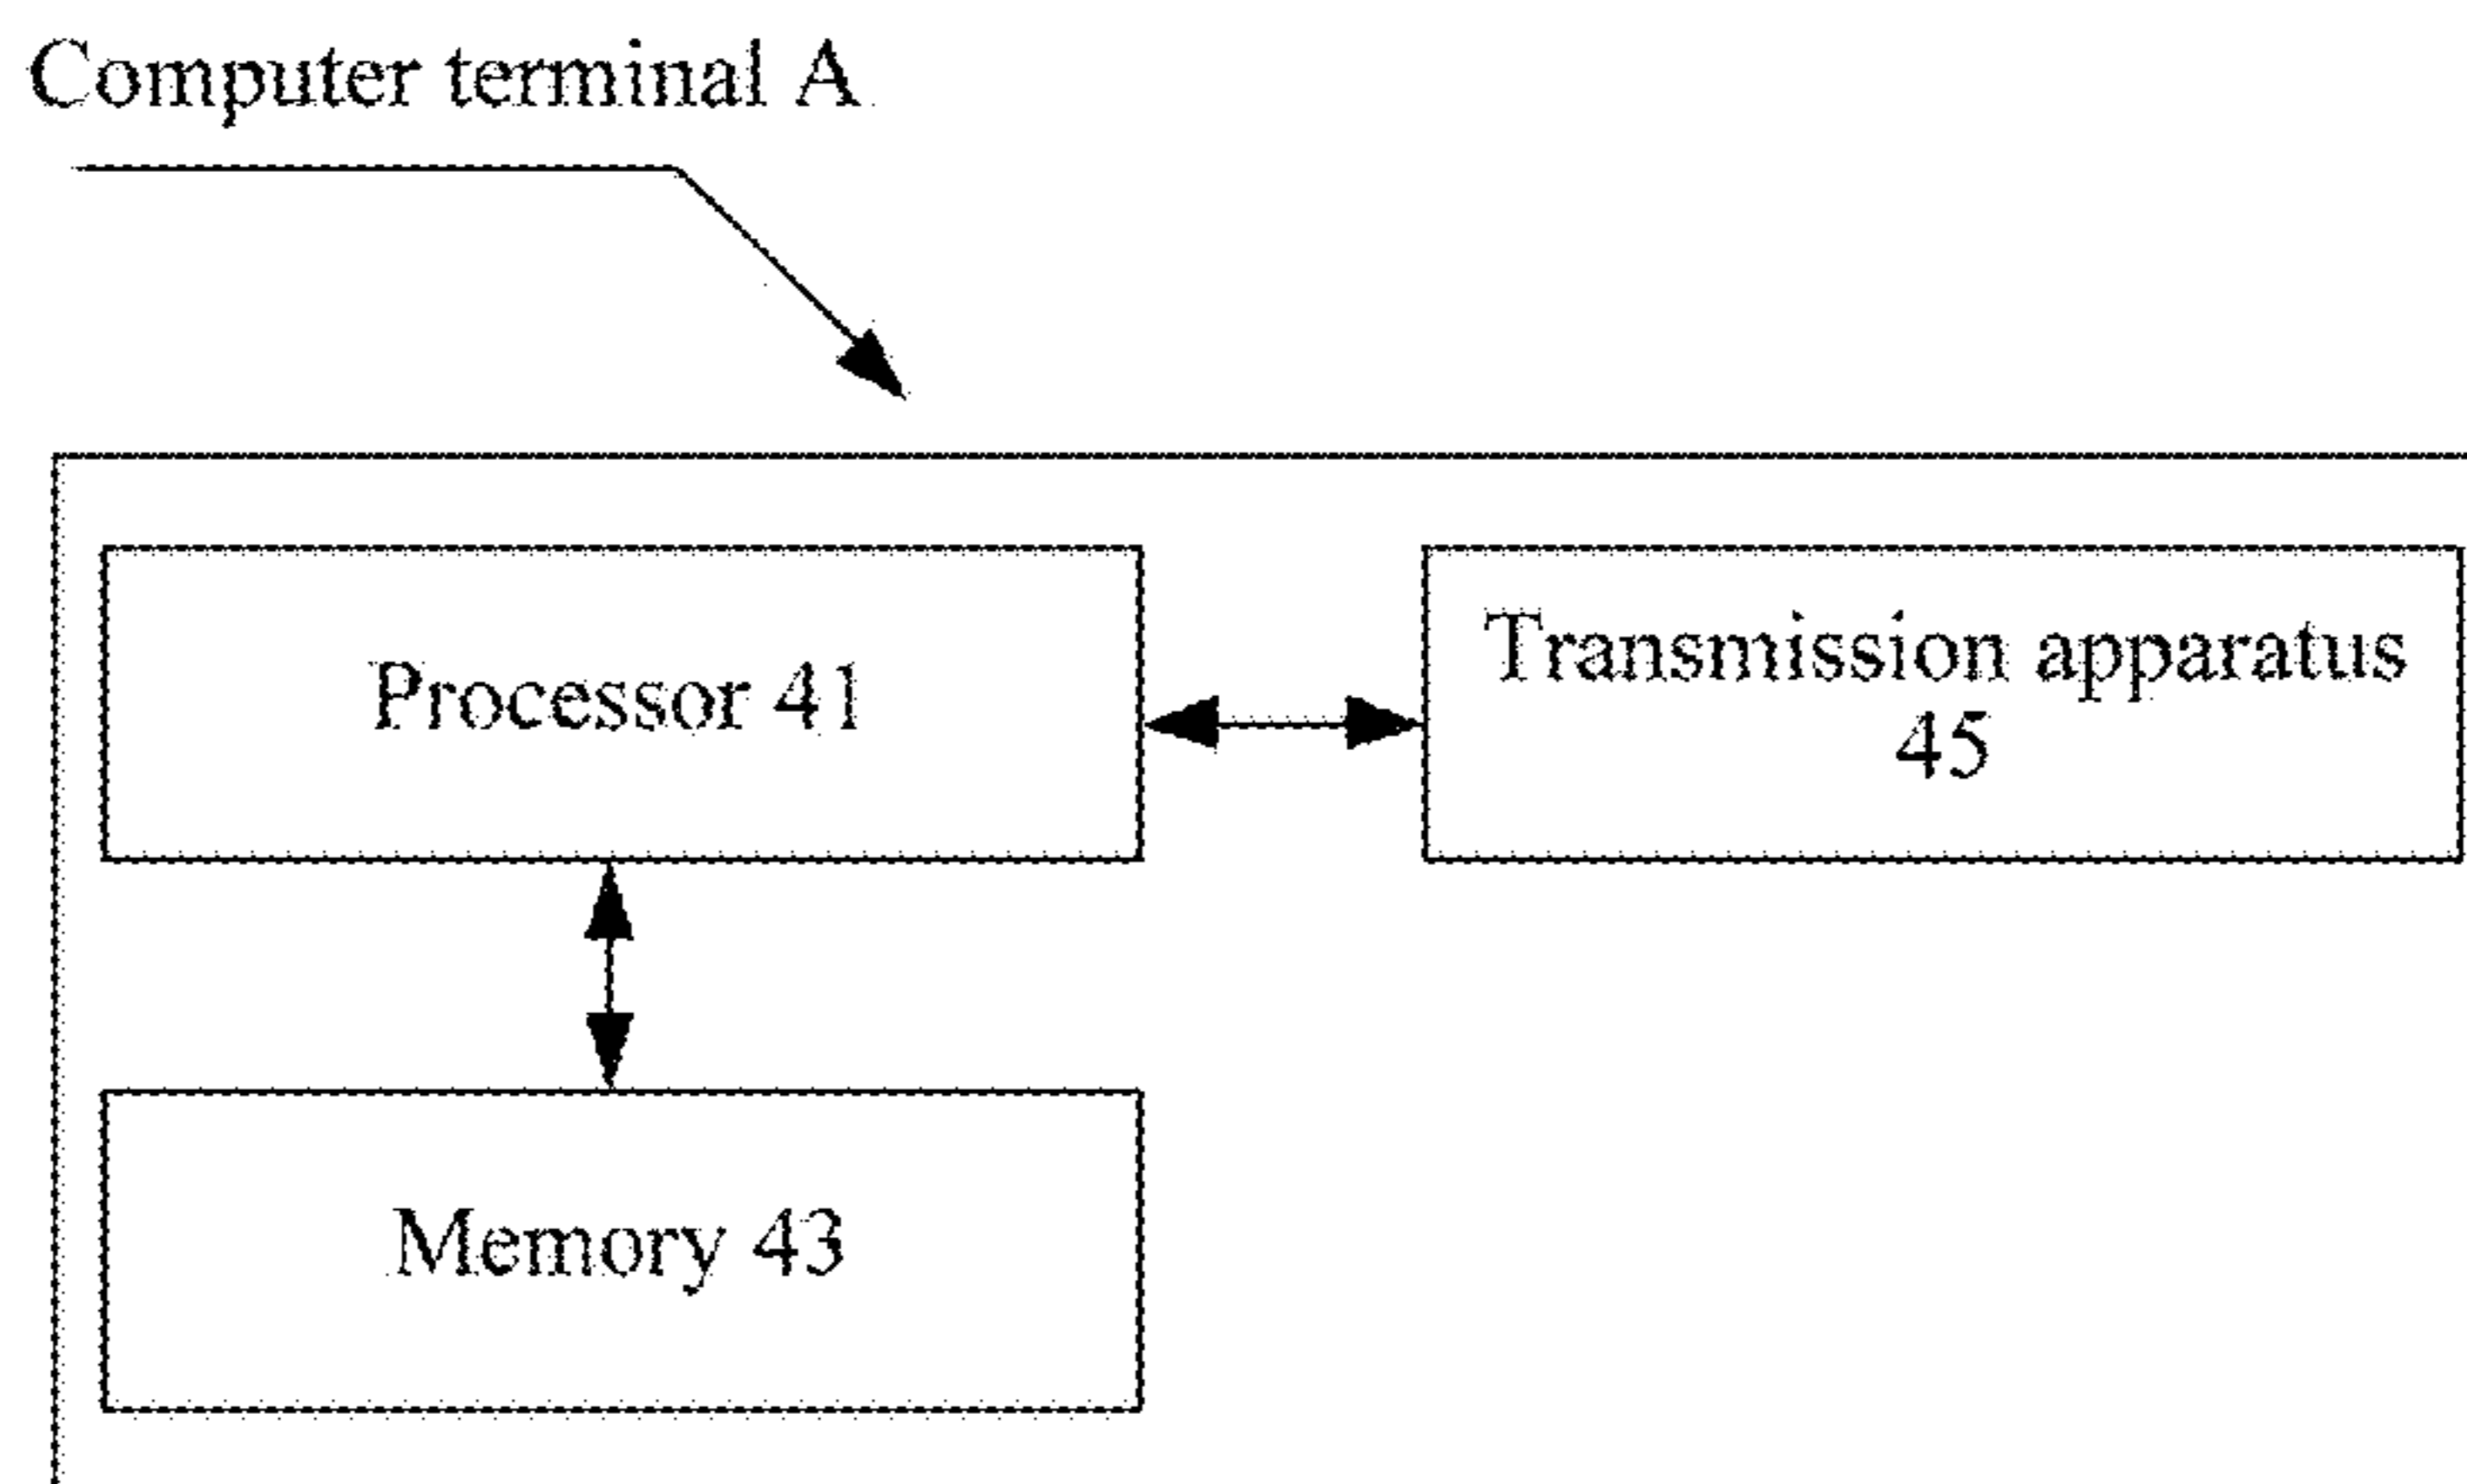 Computer terminal A
Processor 41
Transmission apparatus
45
Memory 43